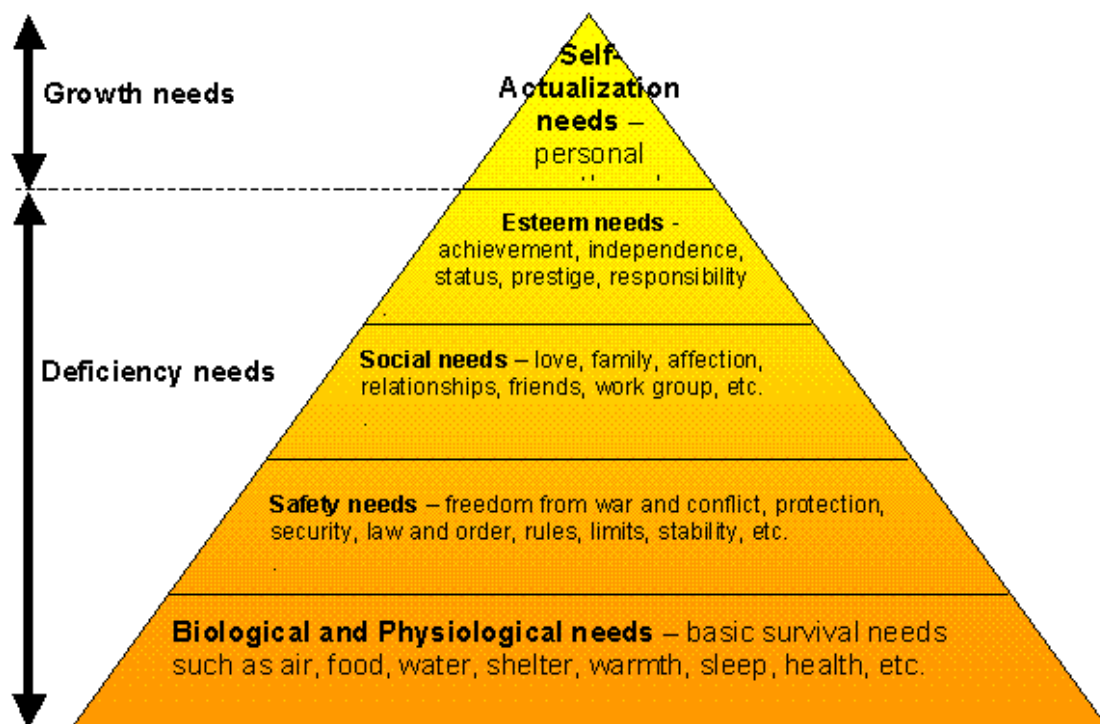 Self-
Actualization
needs –
personal
Growth needs
Esteem needs -
achievement, independence,
status, prestige, responsibility
Deficiency needs
Social needs – love, family, affection,
relationships, friends, work group, etc.
Safety needs – freedom from war and conflict, protection,
security, law and order, rules, limits, stability, etc.
Biological and Physiological needs – basic survival needs
such as air, food, water, shelter, warmth, sleep, health, etc.